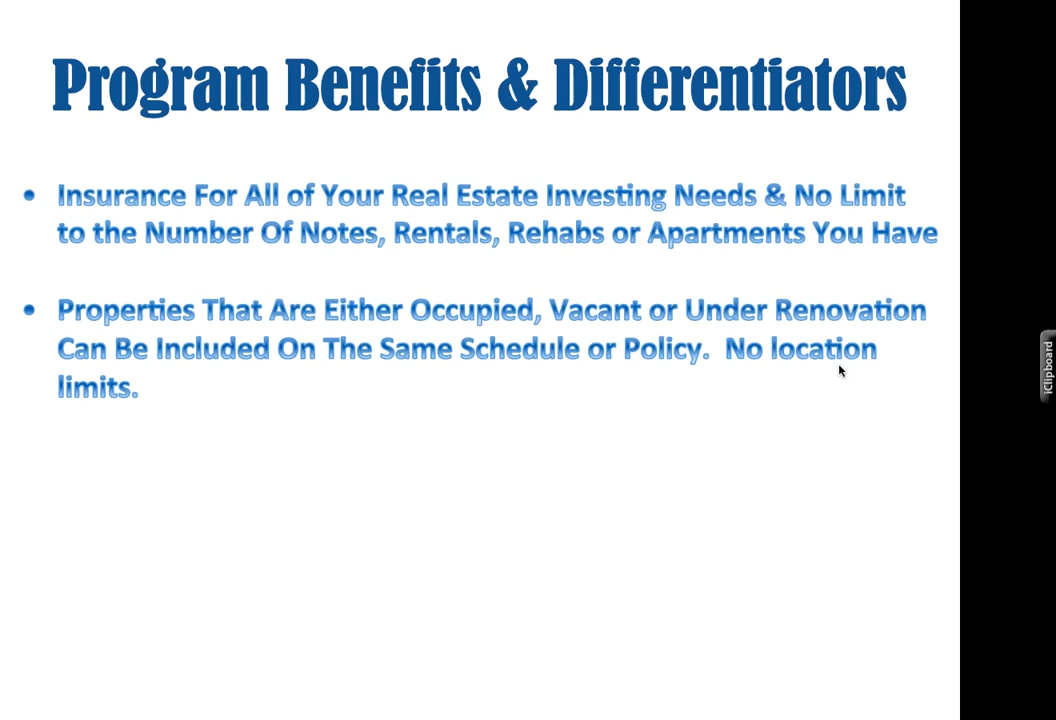 Program Benefits & Differentiators
• Insurance For All of Your Real Estate Investing Needs & No Limit
to the Number Of Notes, Rentals, Rehabs or Apartments You Have
• Properties That Are Either Occupied, Vacant or Under Renovation
Can Be Included On The Same Schedule or Policy.  No location
limits.
iClipboard